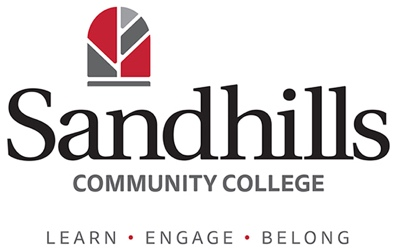 Sandhills
COMMUNITY COLLEGE
LEARN • ENGAGE • BELONG